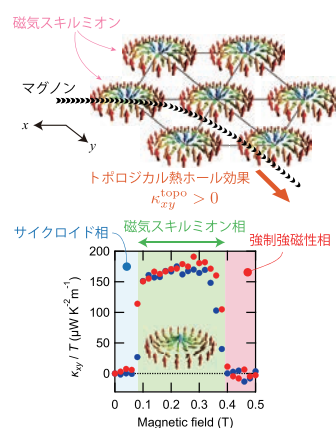 磁気スキルミオン
マグノン
x
y
トポロジカル熱ホール効果
κ_xy^topo > 0
磁気スキルミオン相
サイクロイド相
強制強磁性相
200
150
100
50
0
κxy / T (μW K⁻² m⁻¹)
0 0.1 0.2 0.3 0.4 0.5
Magnetic field (T)